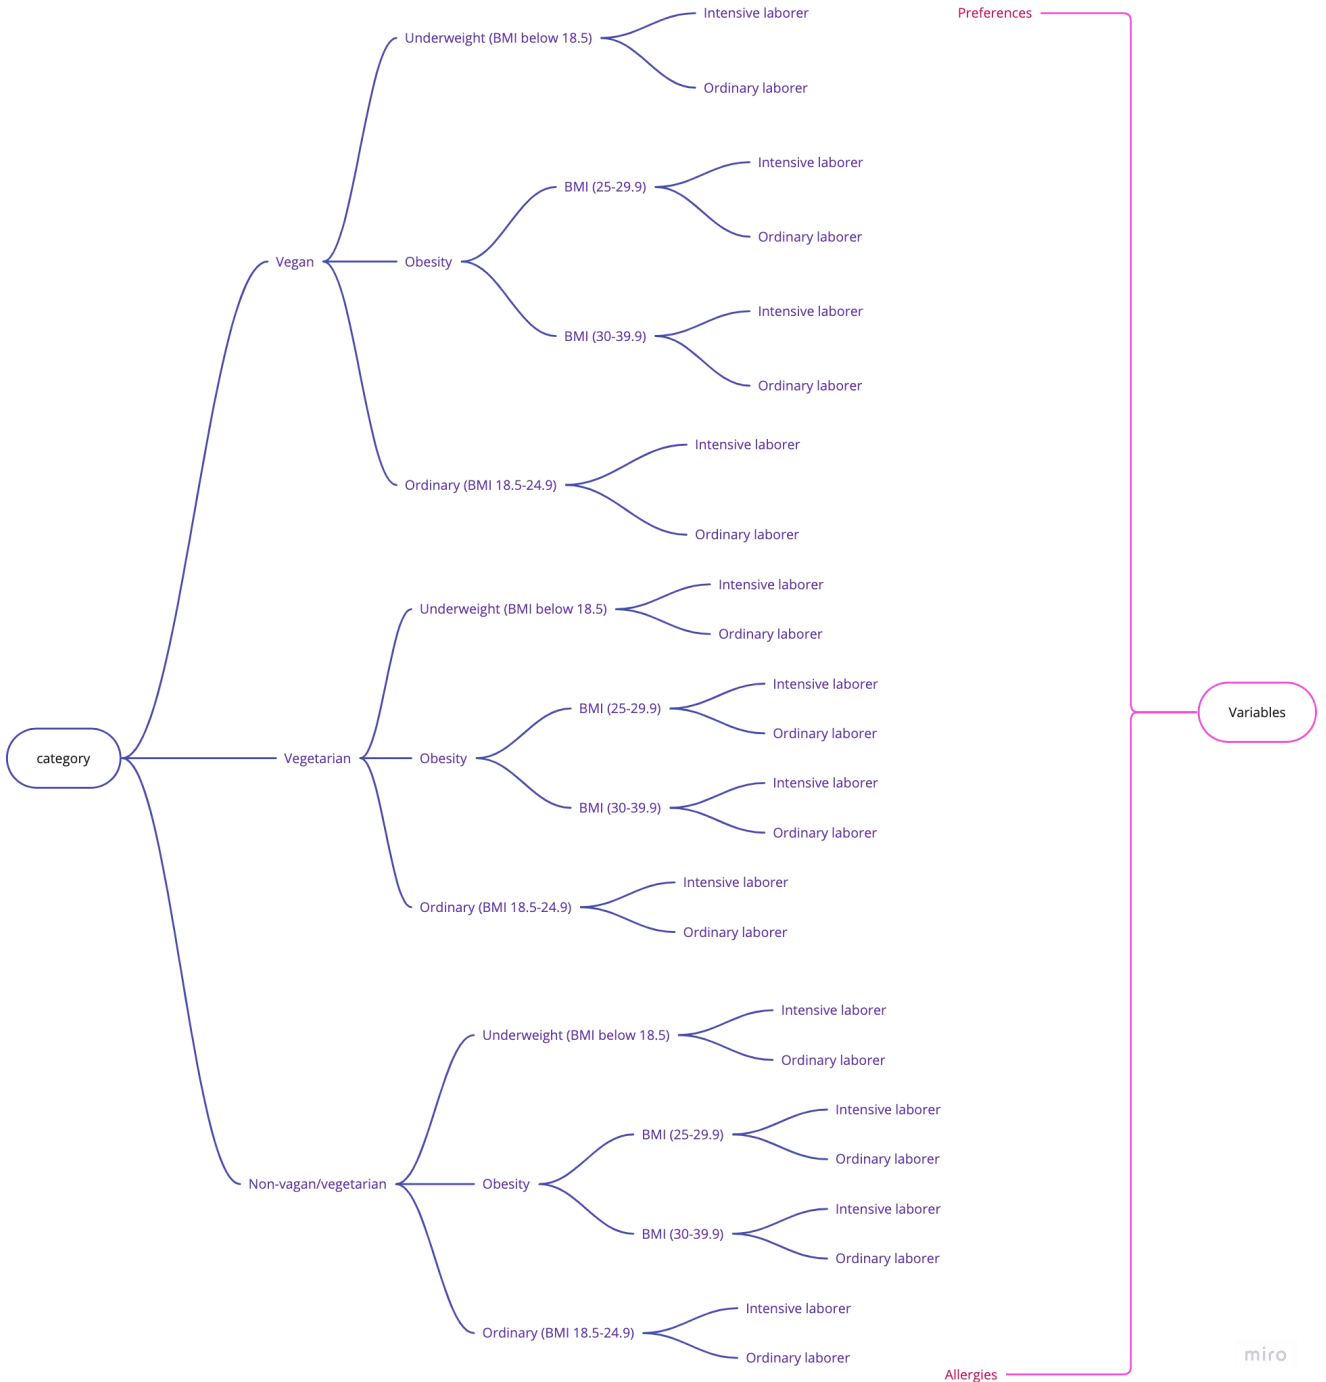 Intensive laborer
Preferences
Underweight (BMI below 18.5)
Ordinary laborer
Intensive laborer
BMI (25-29.9)
Ordinary laborer
Vegan
Obesity
Intensive laborer
BMI (30-39.9)
Ordinary laborer
Intensive laborer
Ordinary (BMI 18.5-24.9)
Ordinary laborer
Intensive laborer
Underweight (BMI below 18.5)
Ordinary laborer
Intensive laborer
BMI (25-29.9)
Variables
Ordinary laborer
category
Vegetarian
Obesity
Intensive laborer
BMI (30-39.9)
Ordinary laborer
Intensive laborer
Ordinary (BMI 18.5-24.9)
Ordinary laborer
Intensive laborer
Underweight (BMI below 18.5)
Ordinary laborer
Intensive laborer
BMI (25-29.9)
Ordinary laborer
Non-vagan/vegetarian
Obesity
Intensive laborer
BMI (30-39.9)
Ordinary laborer
Intensive laborer
Ordinary (BMI 18.5-24.9)
Ordinary laborer
miro
Allergies